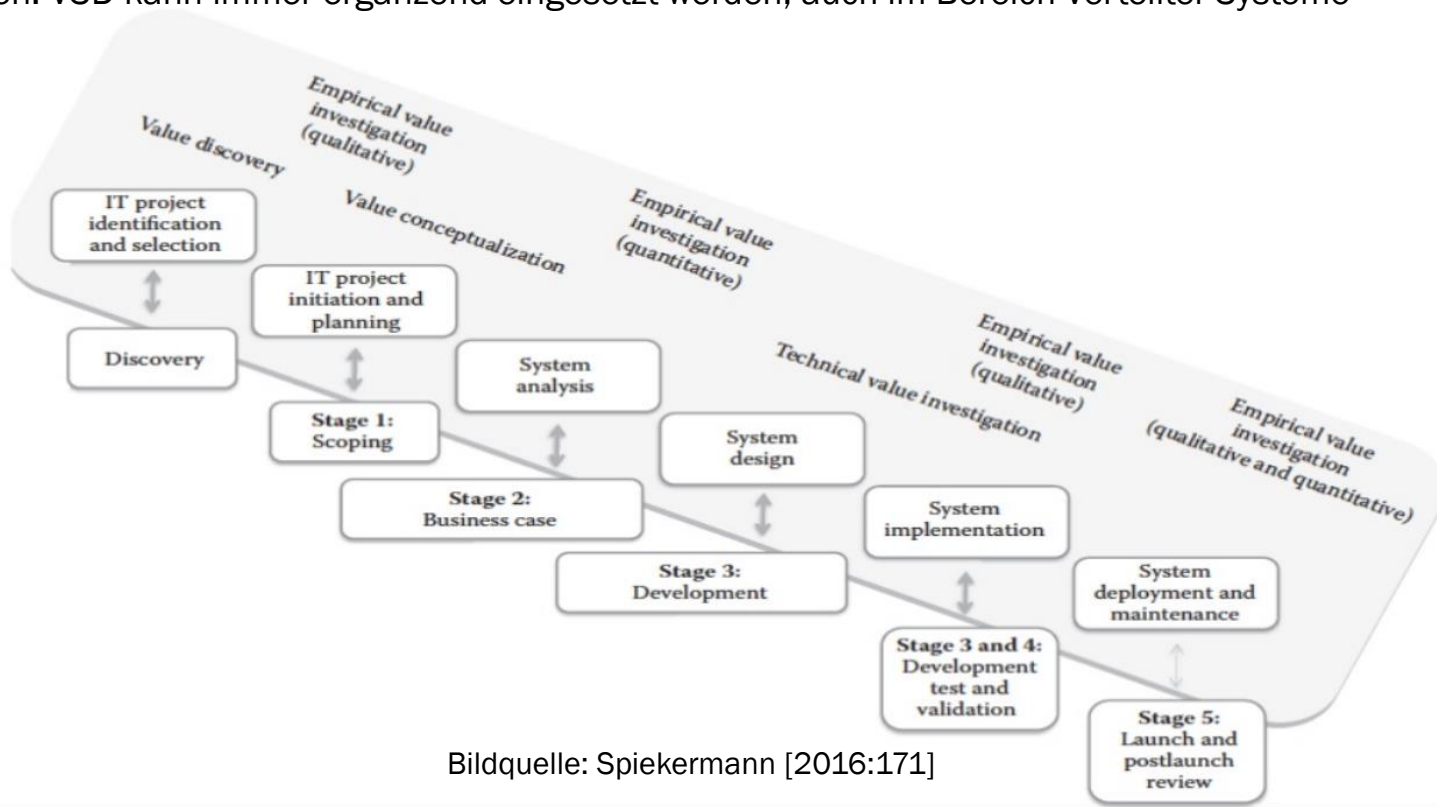 VSD kann immer ergänzend eingesetzt werden, auch im Bereich Verteilter Systeme
Empirical value
investigation
(qualitative)
Value discovery
IT project
identification
and selection
Value conceptualization
Empirical value
investigation
(quantitative)
IT project
initiation and
planning
Discovery
System
analysis
Technical value investigation
Empirical value
investigation
(qualitative)
Empirical value
investigation
(qualitative and quantitative)
Stage 1:
Scoping
System
design
Stage 2:
Business case
System
implementation
Stage 3:
Development
System
deployment and
maintenance
Stage 3 and 4:
Development
test and
validation
Stage 5:
Launch and
postlaunch
review
Bildquelle: Spiekermann [2016:171]